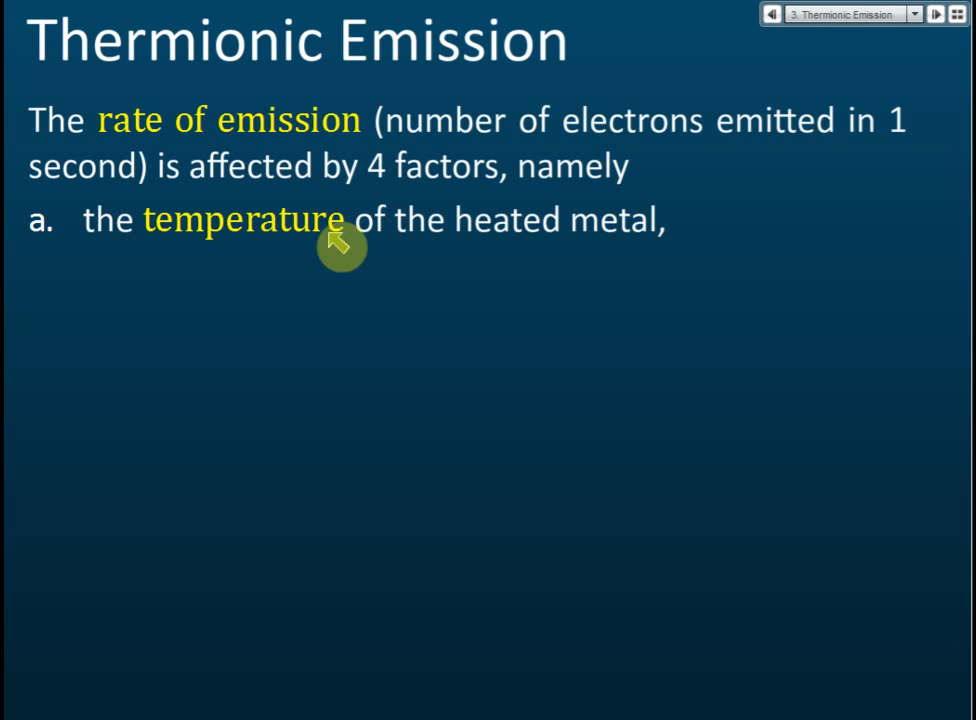 3. Thermionic Emission
Thermionic Emission
The rate of emission (number of electrons emitted in 1
second) is affected by 4 factors, namely
a. the temperature of the heated metal,